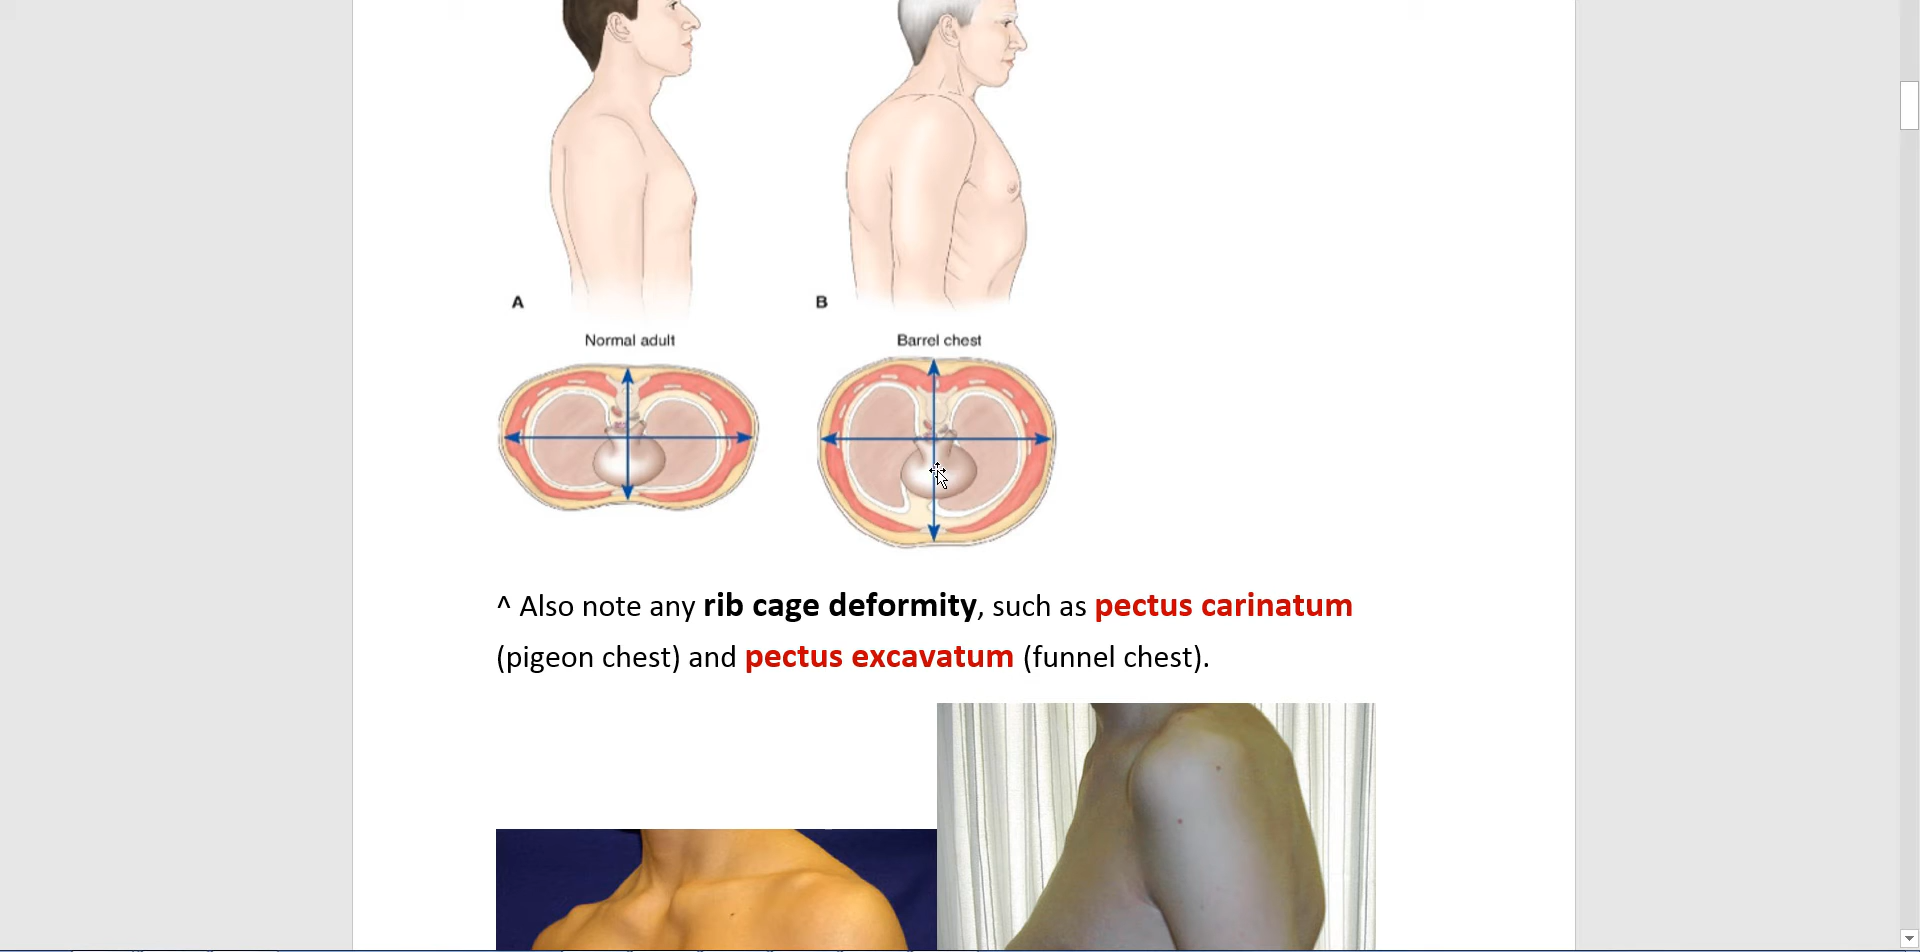 A
B
Normal adult
Barrel chest
^ Also note any rib cage deformity, such as pectus carinatum
(pigeon chest) and pectus excavatum (funnel chest).